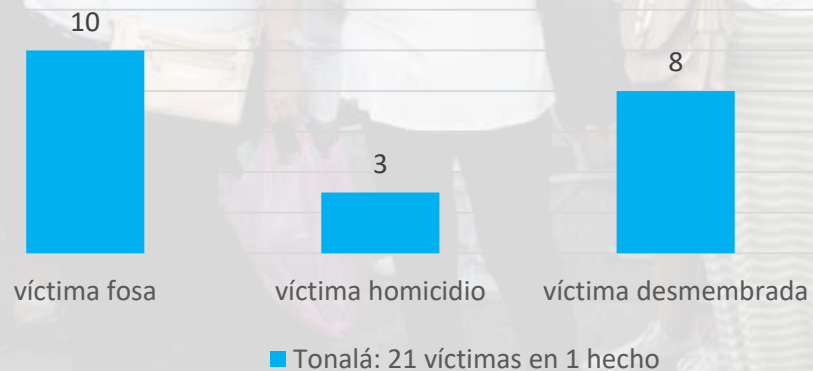 10
3
8
víctima fosa
víctima homicidio
víctima desmembrada
Tonalá: 21 víctimas en 1 hecho